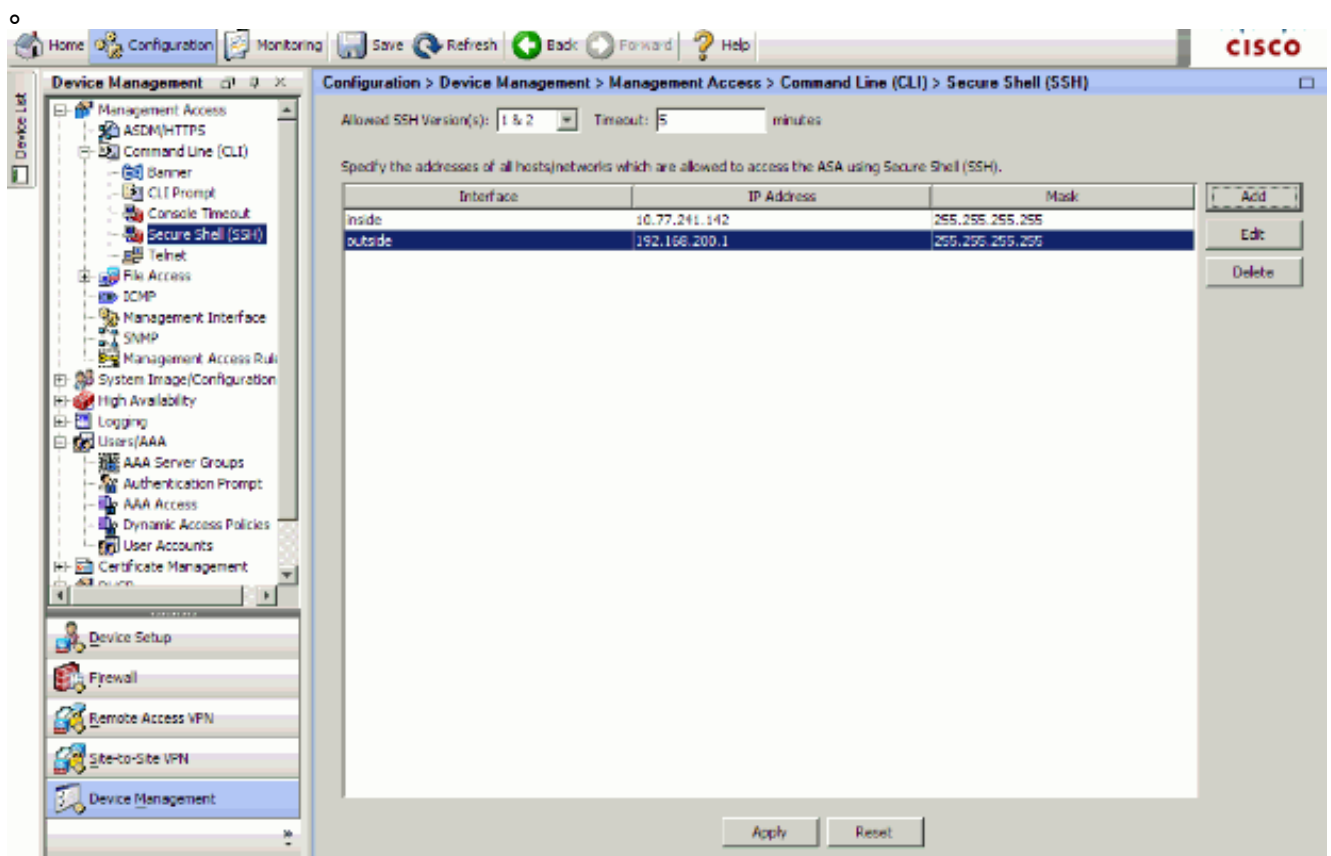 。
Home Configuration Monitoring Save Refresh Back Forward Help
CISCO
Device List
Device Management
Management Access
ASDM/HTTPS
Command Line (CLI)
Banner
CLI Prompt
Console Timeout
Secure Shell (SSH)
Telnet
File Access
ICMP
Management Interface
SNMP
Management Access Rul
System Image/Configuration
High Availability
Logging
Users/AAA
AAA Server Groups
Authentication Prompt
AAA Access
Dynamic Access Policies
User Accounts
Certificate Management
Device Setup
Firewall
Remote Access VPN
Site-to-Site VPN
Device Management
Configuration > Device Management > Management Access > Command Line (CLI) > Secure Shell (SSH)
Allowed SSH Version(s): 1 & 2 Timeout: 5 minutes
Specify the addresses of all hosts/networks which are allowed to access the ASA using Secure Shell (SSH).
Interface IP Address Mask
inside 10.77.241.142 255.255.255.255
outside 192.168.200.1 255.255.255.255
Add
Edit
Delete
Apply Reset